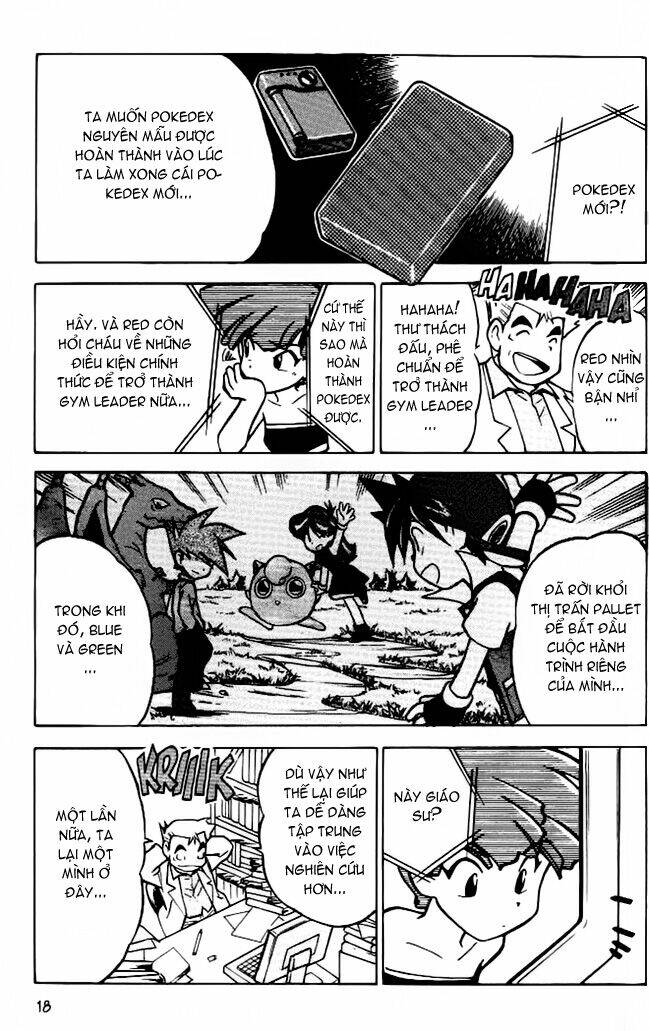 POKEDEX
MỚI?!
TA MUỐN POKEDEX
NGUYÊN MẪU ĐƯỢC
HOÀN THÀNH VÀO LÚC
TA LÀM XONG CÁI PO-
KEDEX MỚI...
HAHAHAHA
RED NHÌN
VẬY CŨNG
BẬN NHỈ
HAHAHA!
THƯ THÁCH
ĐẤU, PHÊ
CHUẨN ĐỂ
TRỞ THÀNH
GYM LEADER
...
CỨ THẾ
NÀY THÌ
SAO MÀ
HOÀN
THÀNH
POKEDEX
ĐƯỢC.
HẦY. VÀ RED CÒN
HỎI CHÁU VỀ NHỮNG
ĐIỀU KIỆN CHÍNH
THỨC ĐỂ TRỞ THÀNH
GYM LEADER NỮA...
ĐÃ RỜI KHỎI
THỊ TRẤN PALLET
ĐỂ BẮT ĐẦU
CUỘC HÀNH
TRÌNH RIÊNG
CỦA MÌNH...
TRONG KHI
ĐÓ, BLUE
VÀ GREEN
...
NÀY GIÁO
SƯ?
DÙ VẬY NHƯ
THẾ LẠI GIÚP
TA DỄ DÀNG
TẬP TRUNG
VÀO VIỆC
NGHIÊN CỨU
HƠN...
KRIIIK
MỘT LẦN
NỮA, TA
LẠI MỘT
MÌNH Ở
ĐÂY...
18